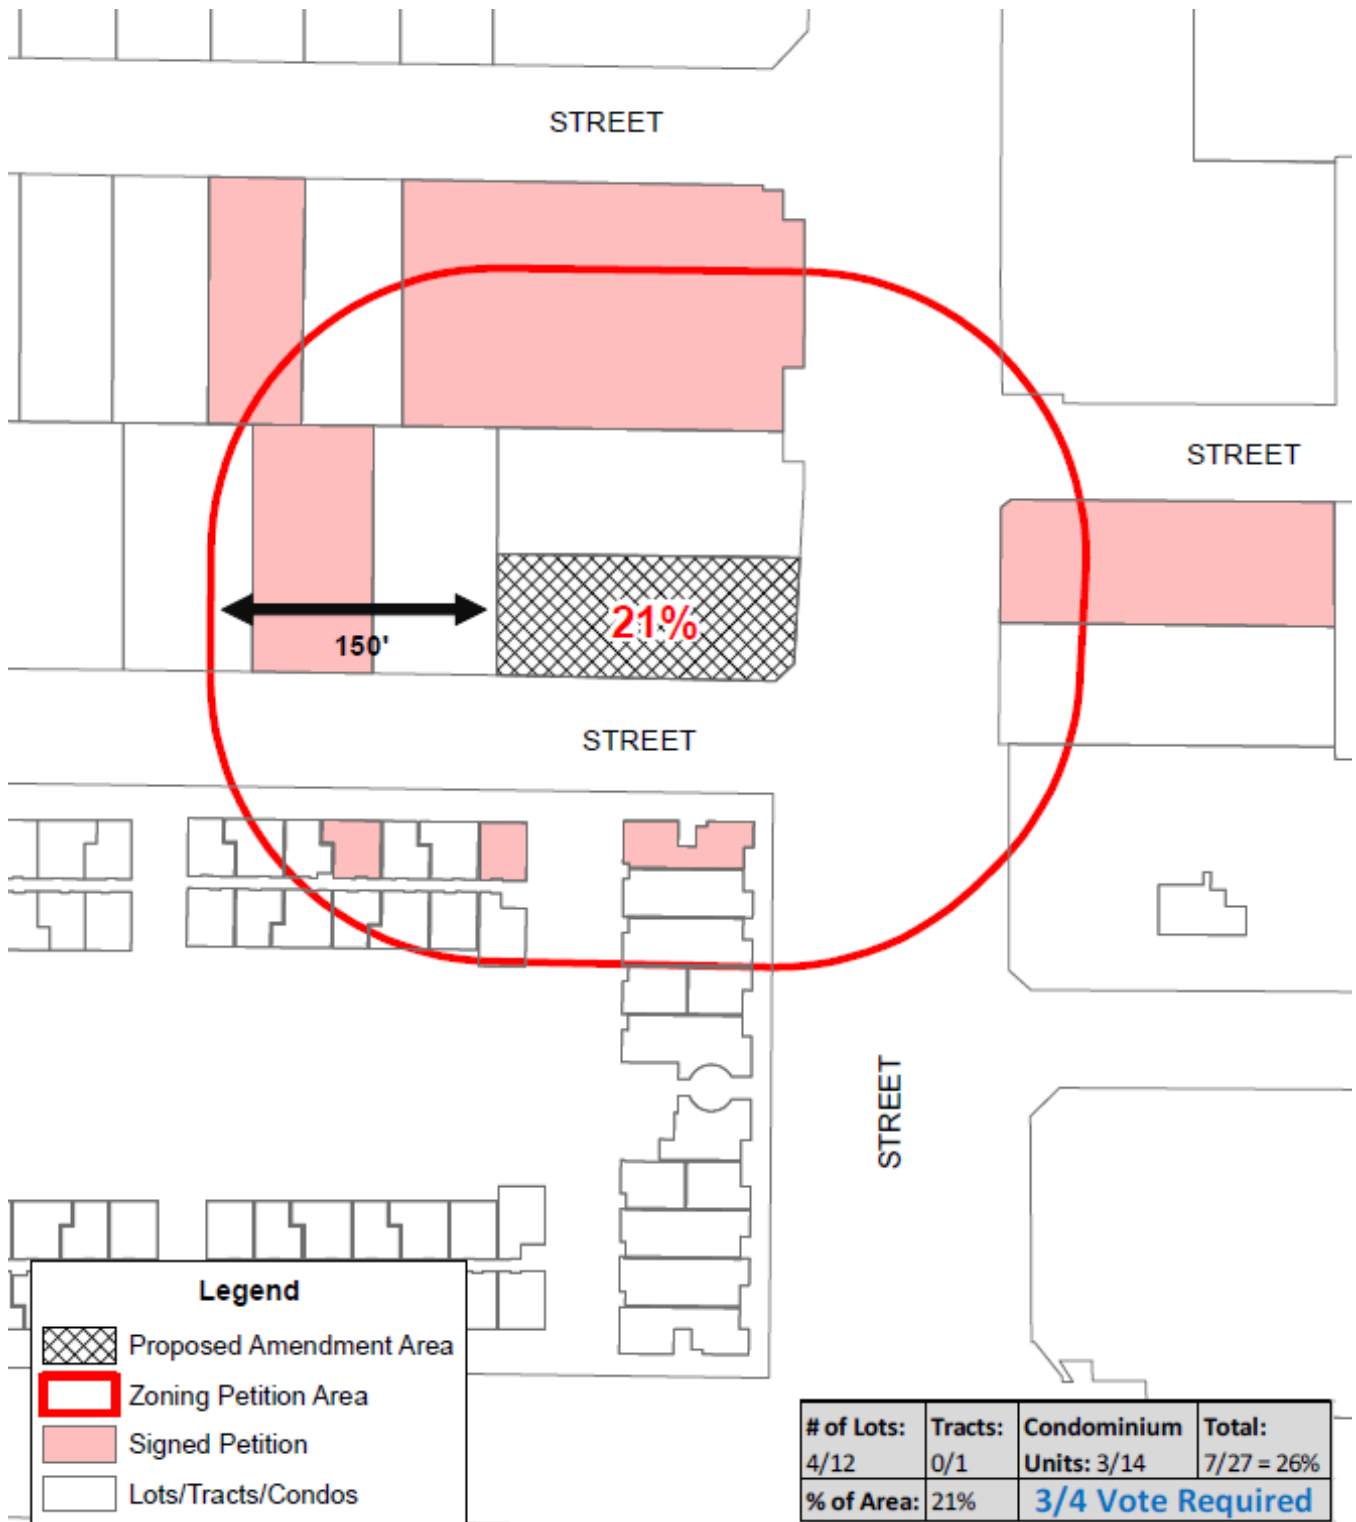 STREET
STREET
21%
150'
STREET
STREET
Legend
Proposed Amendment Area
Zoning Petition Area
Signed Petition
Lots/Tracts/Condos
# of Lots: Tracts: Condominium Total:
4/12 0/1 Units: 3/14 7/27 = 26%
% of Area: 21% 3/4 Vote Required